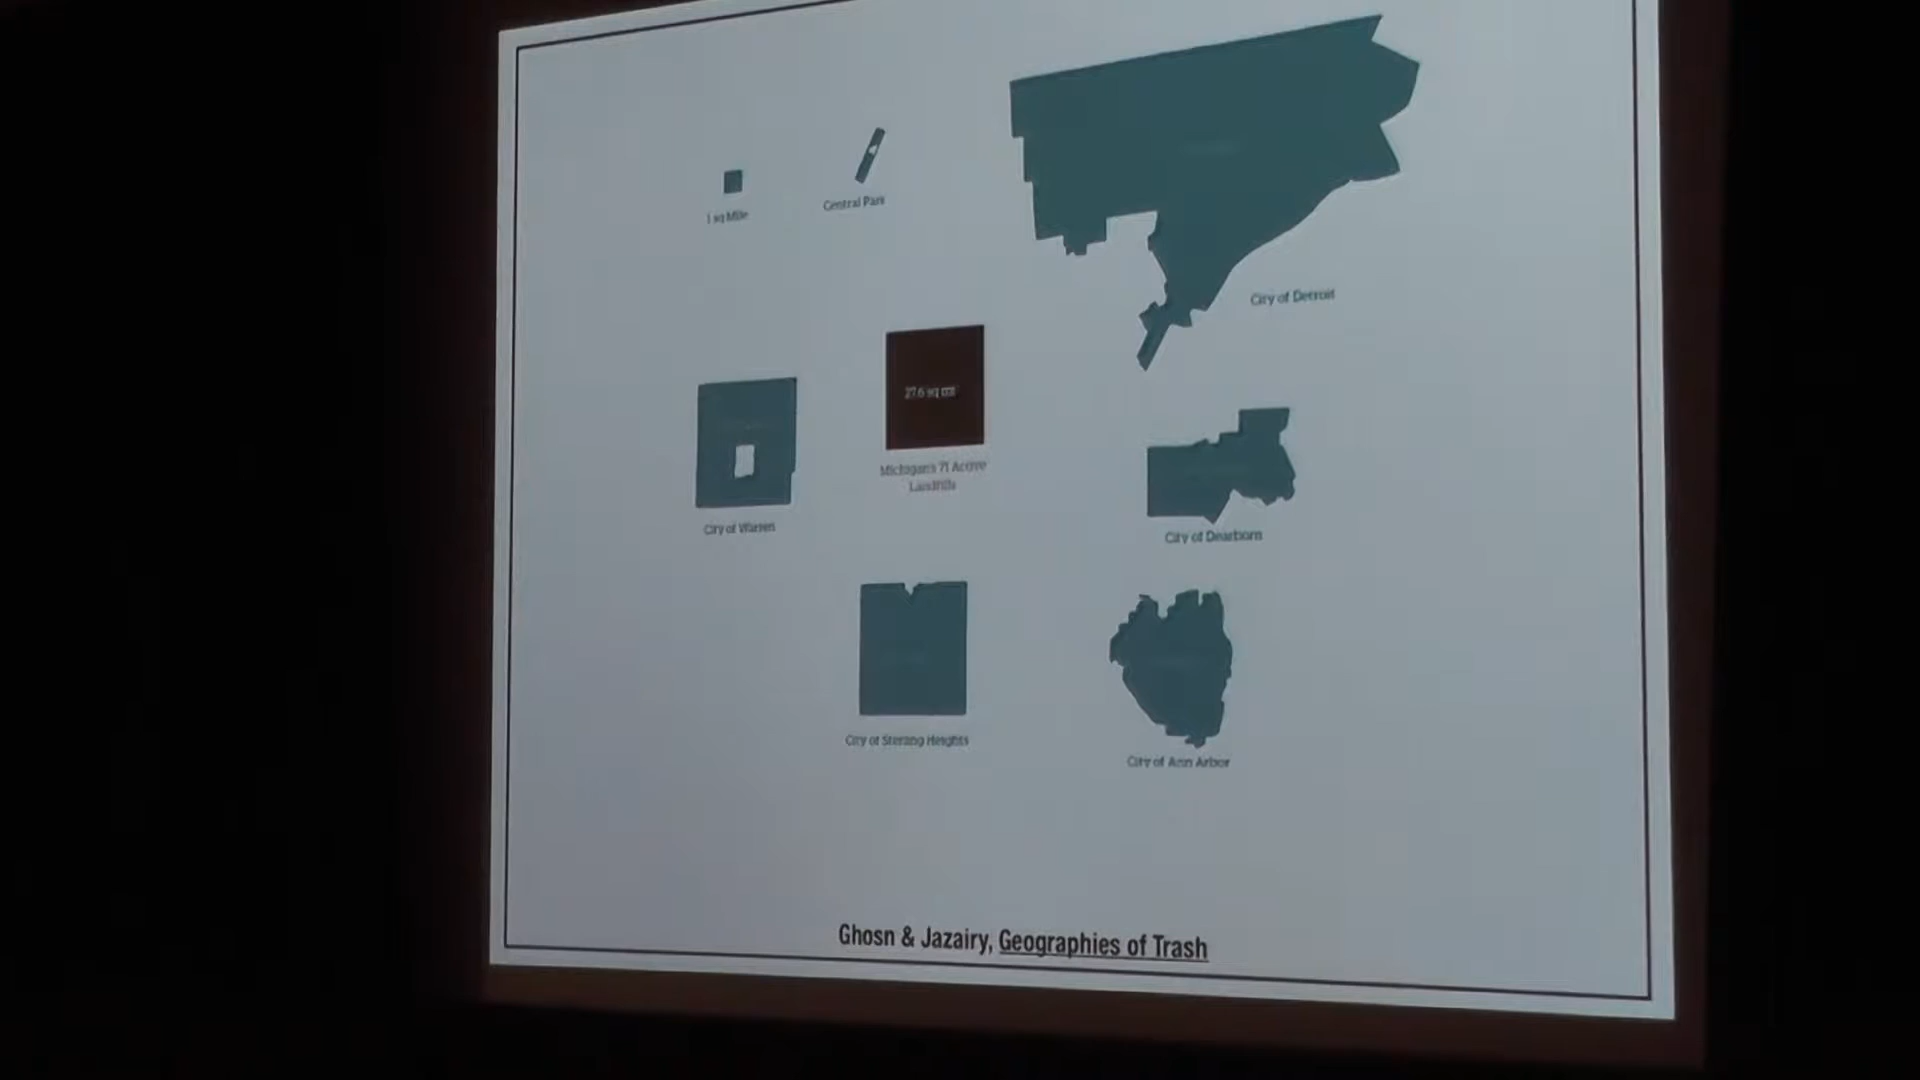 1 sq Mile
Central Park
City of Detroit
27.6 sq mi
Michigan's 71 Active
Landfills
City of Warren
City of Dearborn
City of Sterling Heights
City of Ann Arbor
Ghosn & Jazairy, Geographies of Trash